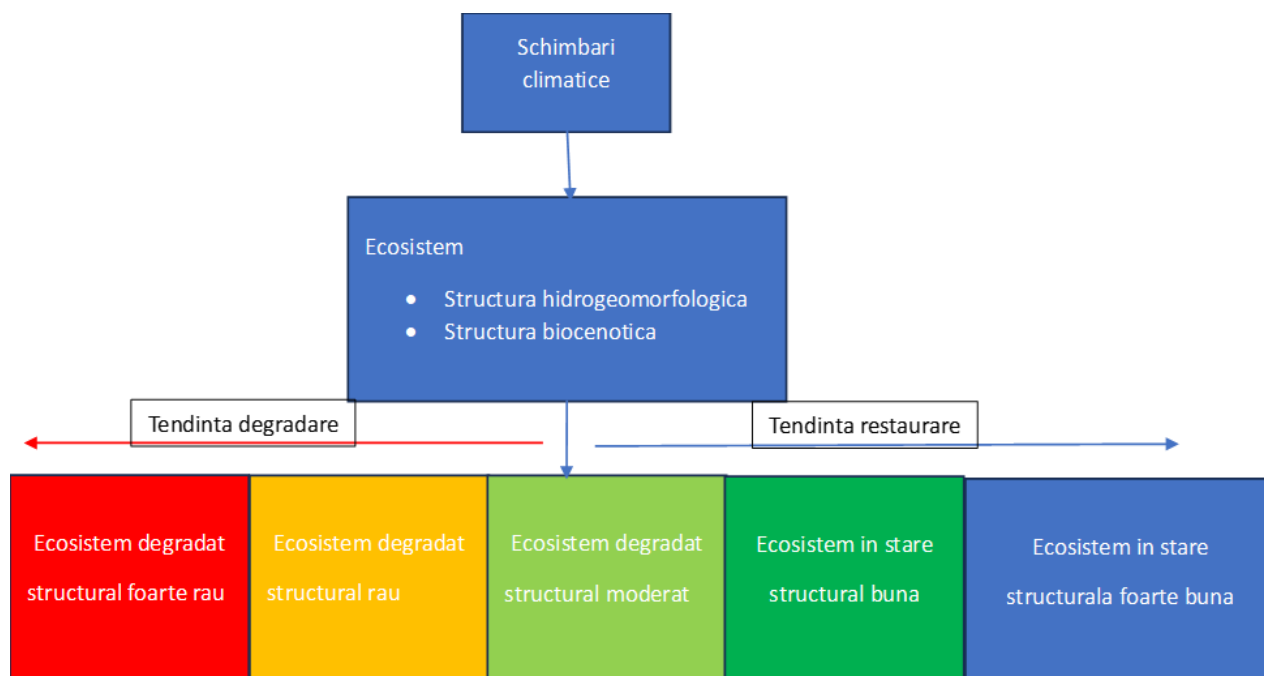 Schimbari
climatice
Ecosistem
• Structura hidrogeomorfologica
• Structura biocenotica
Tendinta degradare
Tendinta restaurare
Ecosistem degradat
structural foarte rau
Ecosistem degradat
structural rau
Ecosistem degradat
structural moderat
Ecosistem in stare
structural buna
Ecosistem in stare
structurala foarte buna